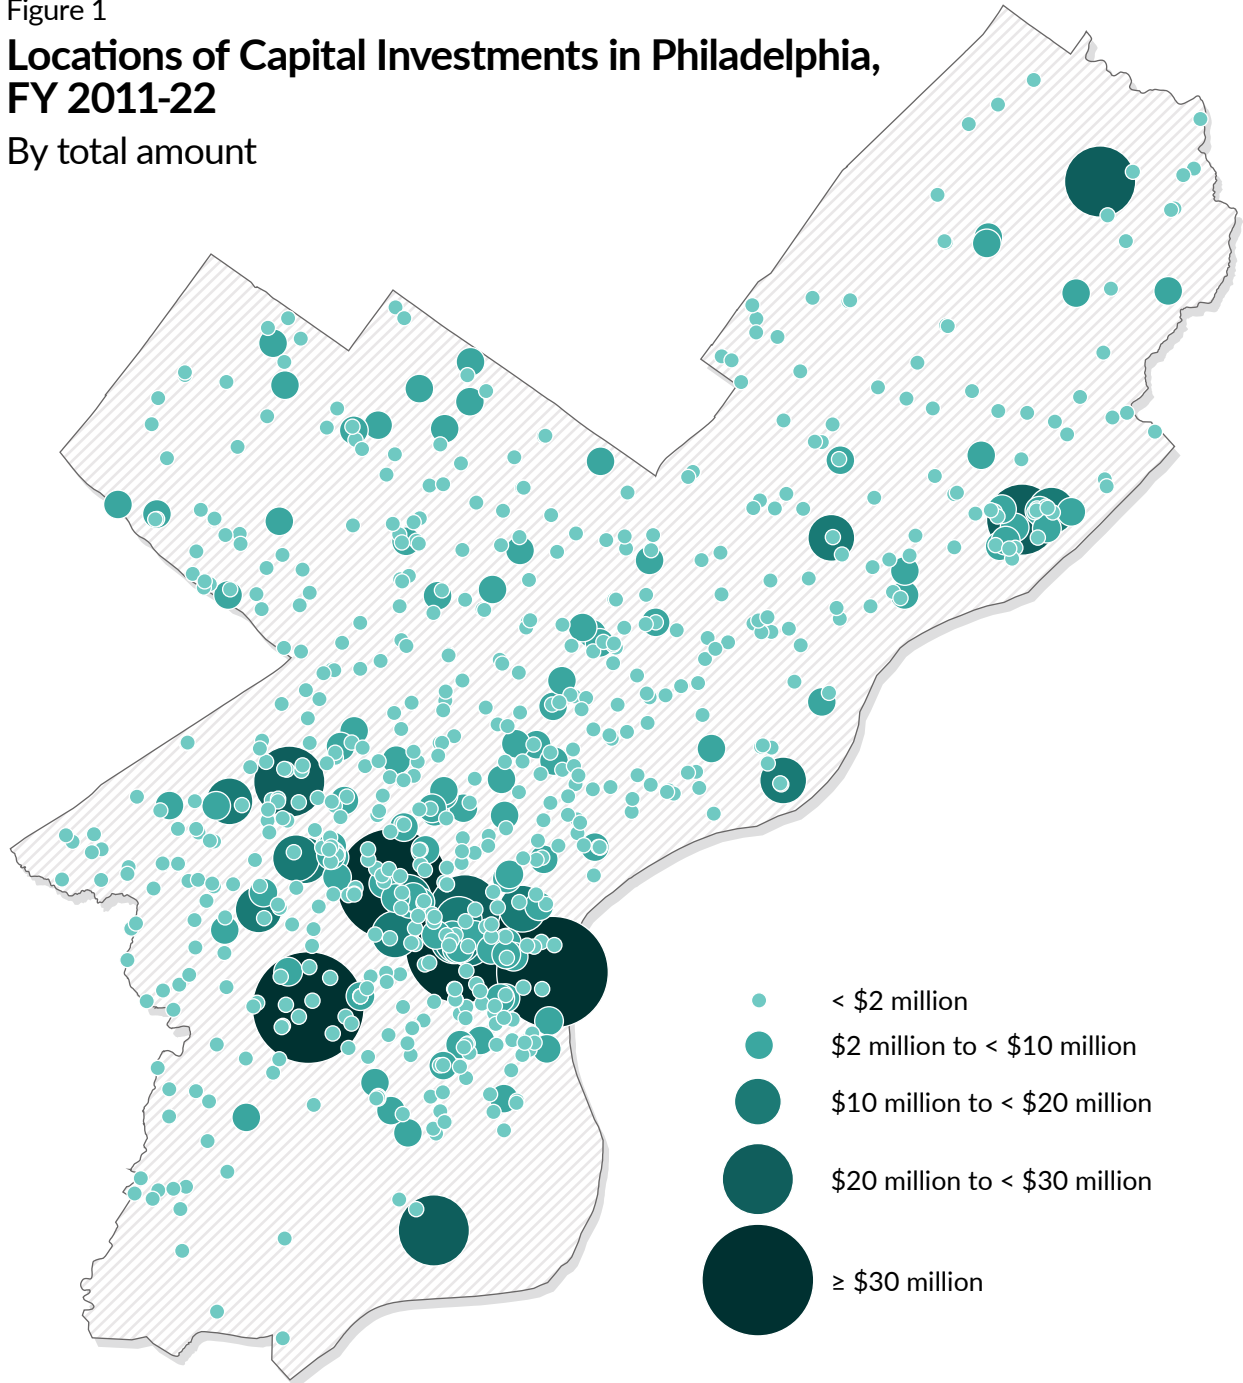 Figure 1
Locations of Capital Investments in Philadelphia,
FY 2011-22
By total amount
< $2 million
$2 million to < $10 million
$10 million to < $20 million
$20 million to < $30 million
≥ $30 million